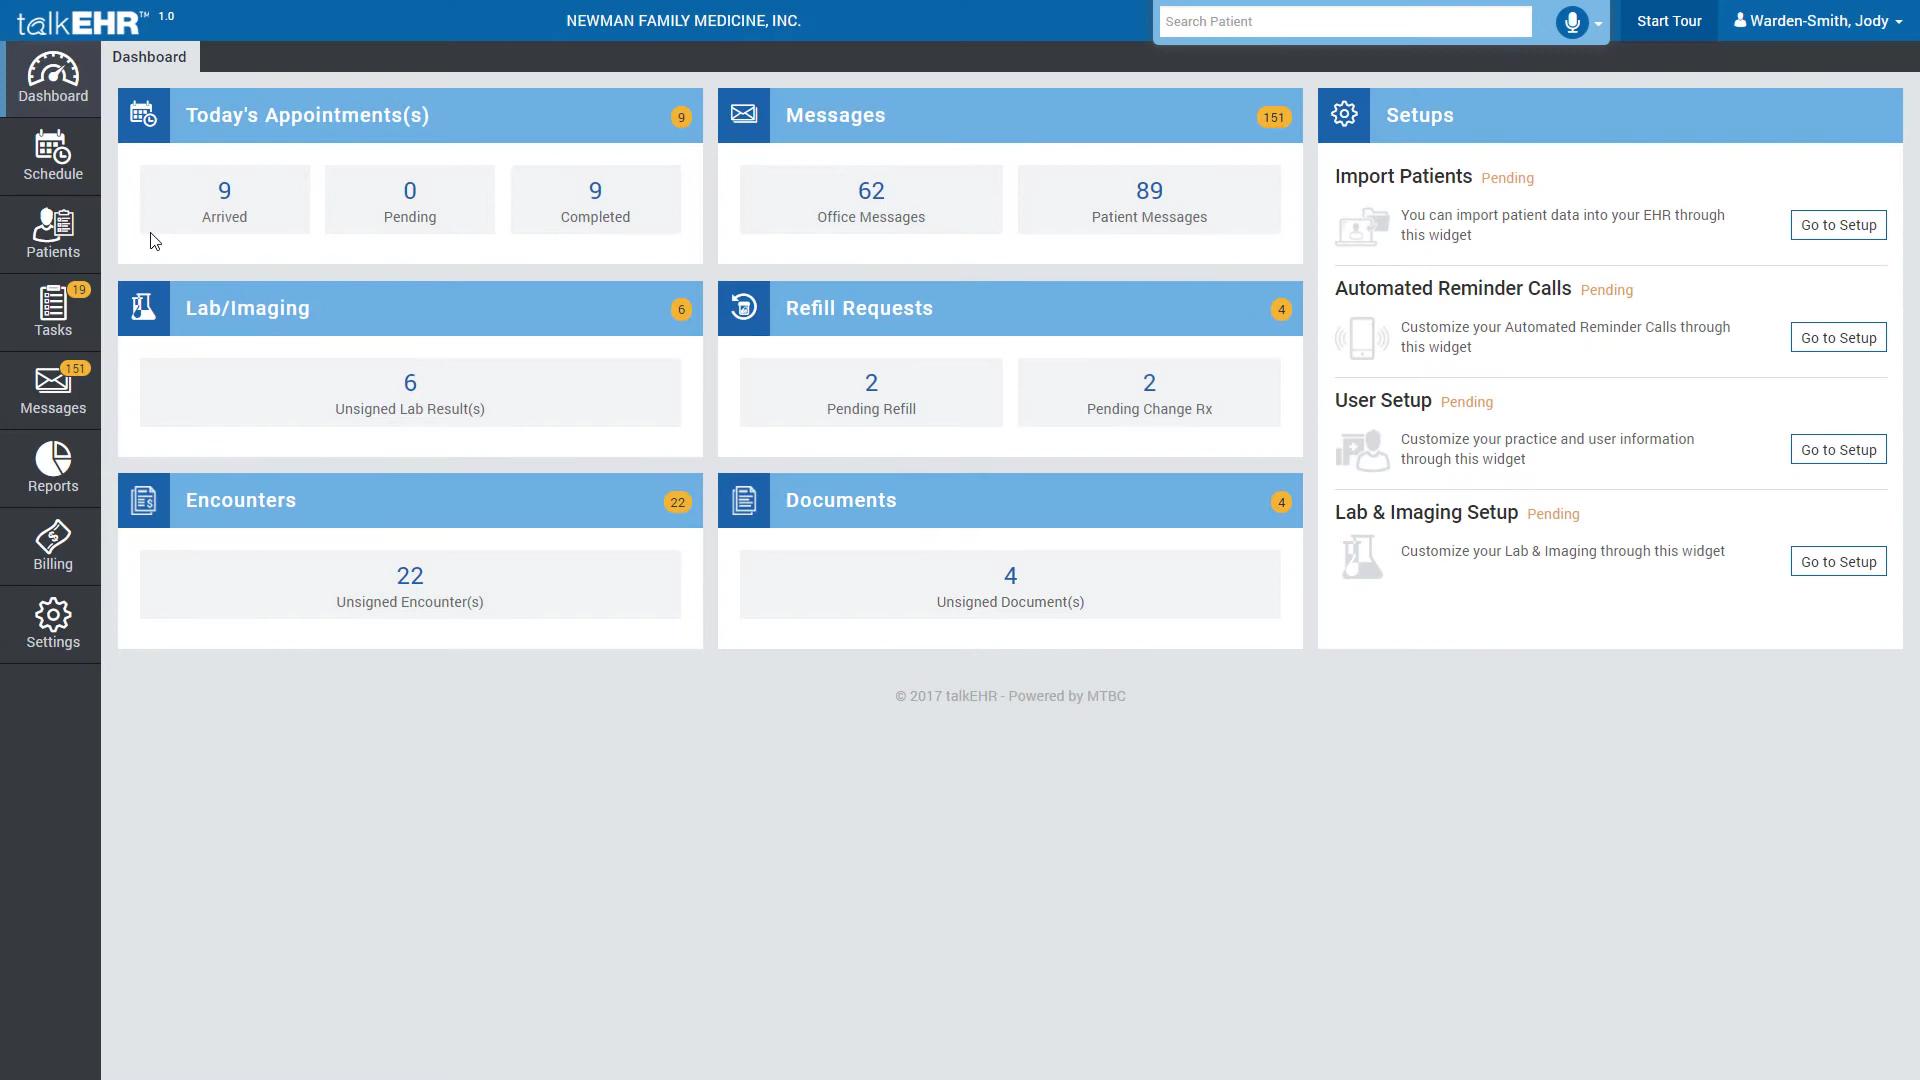 talkEHR™ 1.0
NEWMAN FAMILY MEDICINE, INC.
Search Patient
Start Tour
Warden-Smith, Jody
Dashboard
Dashboard
Schedule
Patients
19
Tasks
151
Messages
Reports
Billing
Settings
Today's Appointments(s)
9
9
Arrived
0
Pending
9
Completed
Messages
151
62
Office Messages
89
Patient Messages
Lab/Imaging
6
6
Unsigned Lab Result(s)
Refill Requests
4
2
Pending Refill
2
Pending Change Rx
Encounters
22
22
Unsigned Encounter(s)
Documents
4
4
Unsigned Document(s)
Setups
Import Patients Pending
You can import patient data into your EHR through
this widget
Go to Setup
Automated Reminder Calls Pending
Customize your Automated Reminder Calls through
this widget
Go to Setup
User Setup Pending
Customize your practice and user information
through this widget
Go to Setup
Lab & Imaging Setup Pending
Customize your Lab & Imaging through this widget
Go to Setup
© 2017 talkEHR - Powered by MTBC